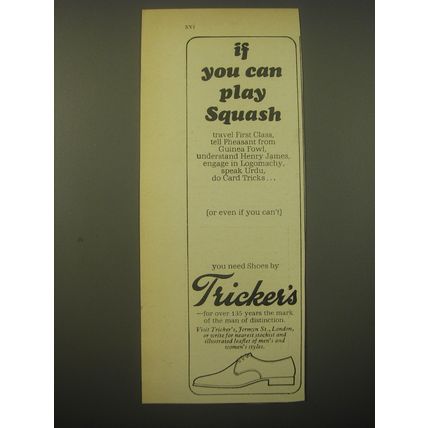 xvi
if
you can
play
Squash
travel First Class,
tell Pheasant from
Guinea Fowl,
understand Henry James,
engage in Logomachy,
speak Urdu,
do Card Tricks ...
(or even if you can't)
you need Shoes by
Tricker's
—for over 135 years the mark
of the man of distinction.
Visit Tricker's, Jermyn St., London,
or write for nearest stockist and
illustrated leaflet of men's and
women's styles.